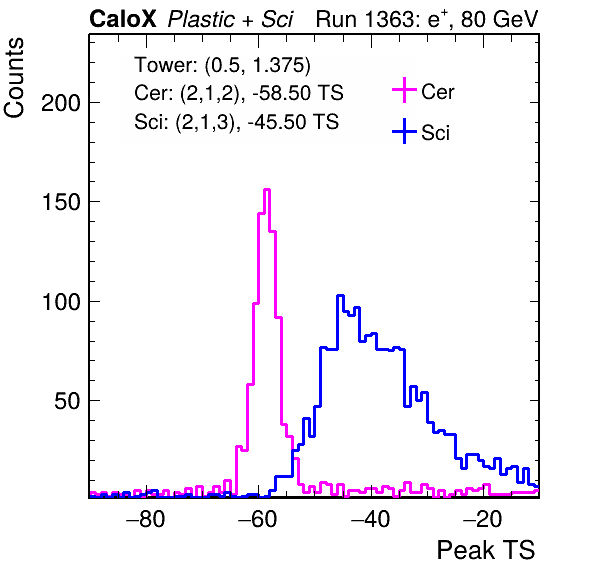 CaloX Plastic + Sci Run 1363: e+, 80 GeV
Counts
Tower: (0.5, 1.375)
Cer: (2,1,2), -58.50 TS
Sci: (2,1,3), -45.50 TS
Cer
Sci
200
150
100
50
−80 −60 −40 −20
Peak TS